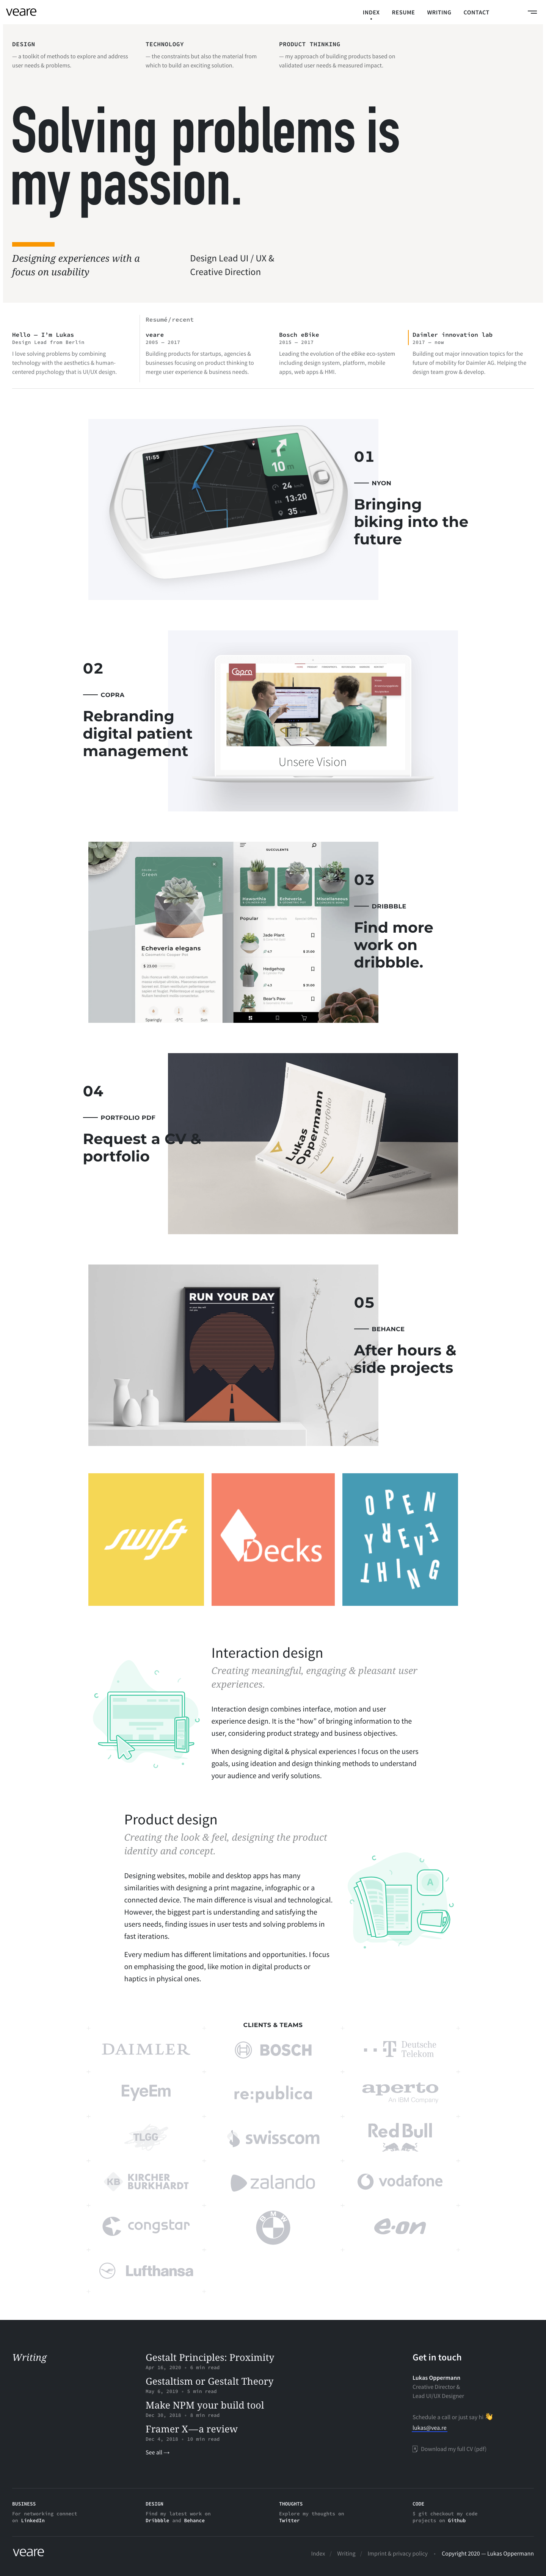 veare
INDEX RESUME WRITING CONTACT
DESIGN
— a toolkit of methods to explore and address
user needs & problems.
TECHNOLOGY
— the constraints but also the material from
which to build an exciting solution.
PRODUCT THINKING
— my approach of building products based on
validated user needs & measured impact.
Solving problems is
my passion.
Designing experiences with a
focus on usability
Design Lead UI / UX &
Creative Direction
Resumé/recent
Hello — I'm Lukas
Design Lead from Berlin
I love solving problems by combining
technology with the aesthetics & human-
centered psychology that is UI/UX design.
veare
2005 — 2017
Building products for startups, agencies &
businesses focusing on product thinking to
merge user experience & business needs.
Bosch eBike
2015 — 2017
Leading the evolution of the eBike eco-system
including design system, platform, mobile
apps, web apps & HMI.
Daimler innovation lab
2017 — now
Building out major innovation topics for the
future of mobility for Daimler AG. Helping the
design team grow & develop.
11:55
10 m
24
13:20
35
01
NYON
Bringing
biking into the
future
02
COPRA
Rebranding
digital patient
management
Copra
Unsere Vision
Green
Echeveria elegans
$ 23.00
Sparingly
-5°C
Sun
SUCCULENTS
Haworthia
Echeveria
Miscellaneous
Popular
Jade Plant
Hedgehog
Bear's Paw
03
DRIBBBLE
Find more
work on
dribbble.
04
PORTFOLIO PDF
Request a CV &
portfolio
Lukas
Oppermann
Design portfolio
RUN YOUR DAY
05
BEHANCE
After hours &
side projects
swift
Decks
OPEN
EVERY
THING
Interaction design
Creating meaningful, engaging & pleasant user
experiences.
Interaction design combines interface, motion and user
experience design. It is the “how” of bringing information to the
user, considering product strategy and business objectives.
When designing digital & physical experiences I focus on the users
goals, using ideation and design thinking methods to understand
your audience and verify solutions.
Product design
Creating the look & feel, designing the product
identity and concept.
Designing websites, mobile and desktop apps has many
similarities with designing a print magazine, infographic or a
connected device. The main difference is visual and technological.
However, the biggest part is understanding and satisfying the
users needs, finding issues in user tests and solving problems in
fast iterations.
Every medium has different limitations and opportunities. I focus
on emphasising the good, like motion in digital products or
haptics in physical ones.
A
CLIENTS & TEAMS
DAIMLER
BOSCH
Deutsche
Telekom
EyeEm
re:publica
aperto
An IBM Company
TLGG
swisscom
Red Bull
KB KIRCHER
BURKHARDT
zalando
vodafone
congstar
BMW
e·on
Lufthansa
Writing
Gestalt Principles: Proximity
Apr 16, 2020 - 6 min read
Gestaltism or Gestalt Theory
May 6, 2019 - 5 min read
Make NPM your build tool
Dec 30, 2018 - 8 min read
Framer X—a review
Dec 4, 2018 - 10 min read
See all →
Get in touch
Lukas Oppermann
Creative Director &
Lead UI/UX Designer
Schedule a call or just say hi 👋
lukas@vea.re
Download my full CV (pdf)
BUSINESS
For networking connect
on LinkedIn
DESIGN
Find my latest work on
Dribbble and Behance
THOUGHTS
Explore my thoughts on
Twitter
CODE
$ git checkout my code
projects on Github
veare
Index / Writing / Imprint & privacy policy - Copyright 2020 — Lukas Oppermann